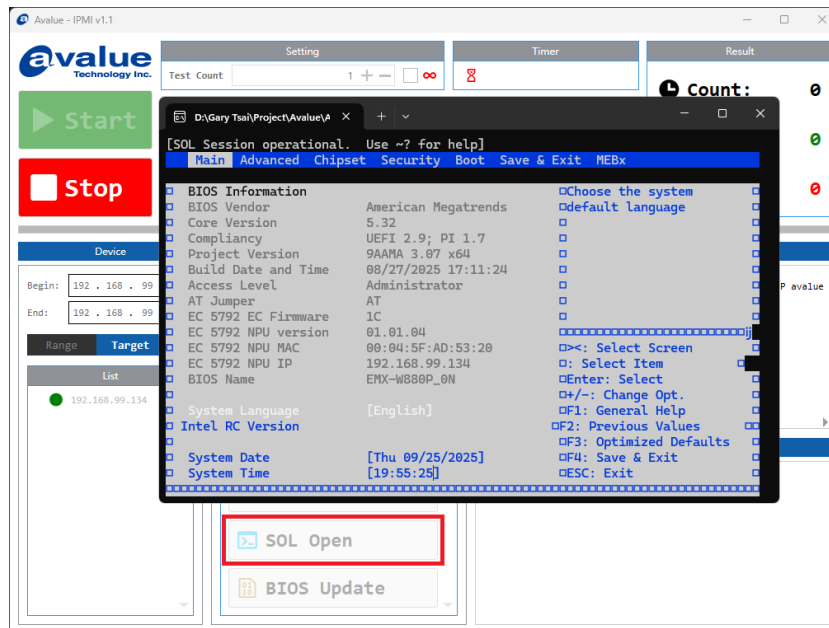 Avalue - IPMI v1.1
avalue
Technology Inc.
Setting
Timer
Result
Test Count
1
Count:
0
Start
0
Stop
0
D:\Gary Tsai\Project\Avalue\A
[SOL Session operational.  Use ~? for help]
Main  Advanced  Chipset  Security  Boot  Save & Exit  MEBx
BIOS Information
Choose the system
BIOS Vendor American Megatrends
default language
Core Version 5.32
Compliancy UEFI 2.9; PI 1.7
Project Version 9AAMA 3.07 x64
Build Date and Time 08/27/2025 17:11:24
Access Level Administrator
AT Jumper AT
EC 5792 EC Firmware 1C
EC 5792 NPU version 01.01.04
EC 5792 NPU MAC 00:04:5F:AD:53:20
><: Select Screen
EC 5792 NPU IP 192.168.99.134
: Select Item
BIOS Name EMX-W880P_0N
Enter: Select
+/-: Change Opt.
System Language [English]
F1: General Help
Intel RC Version
F2: Previous Values
F3: Optimized Defaults
System Date [Thu 09/25/2025]
F4: Save & Exit
System Time [19:55:25]
ESC: Exit
Device
Begin: 192 . 168 . 99
P avalue
End: 192 . 168 . 99
Range
Target
List
192.168.99.134
SOL Open
BIOS Update